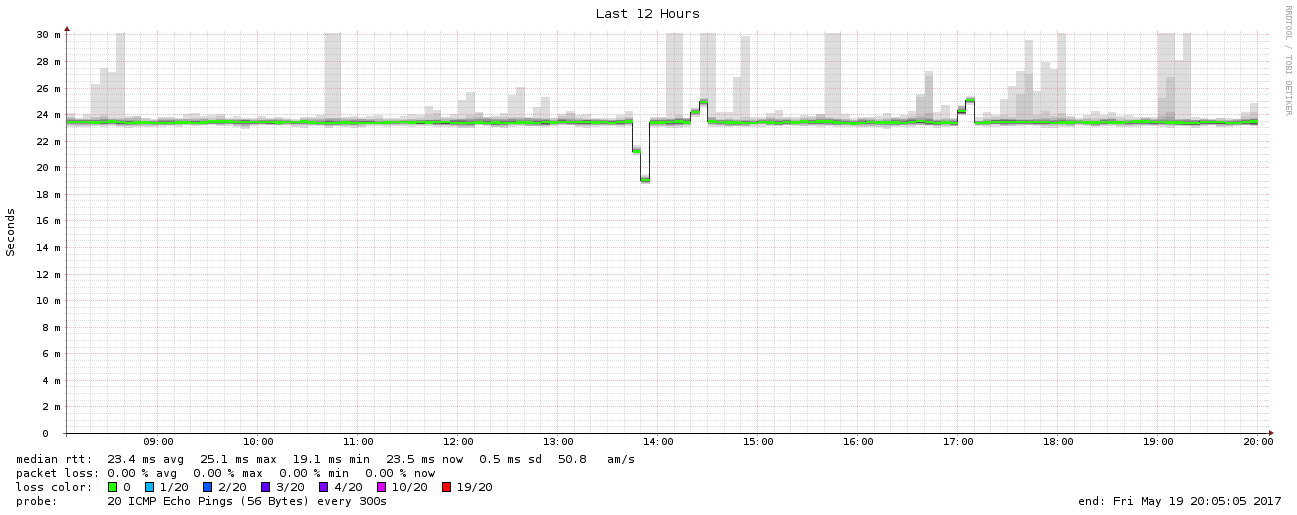 Last 12 Hours
RRDTOOL / TOBI OETIKER
Seconds
30 m
28 m
26 m
24 m
22 m
20 m
18 m
16 m
14 m
12 m
10 m
8 m
6 m
4 m
2 m
0
09:00 10:00 11:00 12:00 13:00 14:00 15:00 16:00 17:00 18:00 19:00 20:00
median rtt: 23.4 ms avg 25.1 ms max 19.1 ms min 23.5 ms now 0.5 ms sd 50.8 am/s
packet loss: 0.00 % avg 0.00 % max 0.00 % min 0.00 % now
loss color: 0 1/20 2/20 3/20 4/20 10/20 19/20
probe: 20 ICMP Echo Pings (56 Bytes) every 300s end: Fri May 19 20:05:05 2017